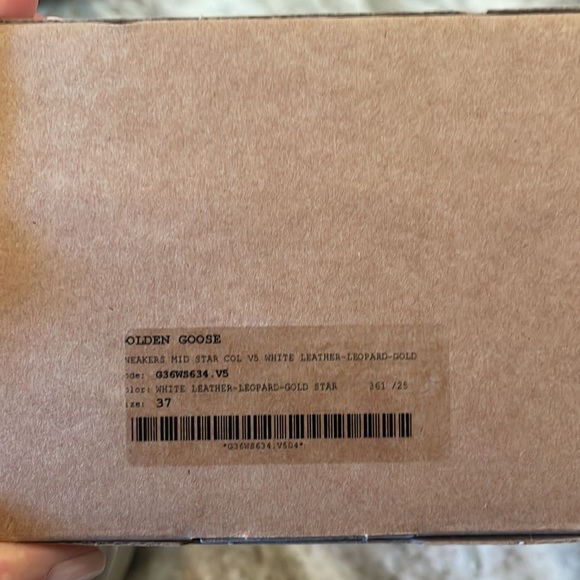 OLDEN GOOSE
NEAKERS MID STAR COL V5 WHITE LEATHER-LEOPARD-GOLD
ode: G36WS634.V5
olor: WHITE LEATHER-LEOPARD-GOLD STAR 361 /25
ize: 37
*G36WS634.V504*